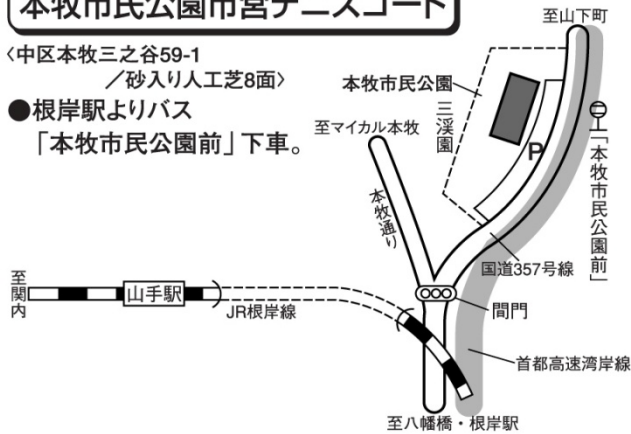 本牧市民公園市営テニスコート
〈中区本牧三之谷59-1
／砂入り人工芝8面〉
●根岸駅よりバス
「本牧市民公園前」下車。
至山下町
本牧市民公園
三溪園
至マイカル本牧
P
「本牧市民公園前」
本牧通り
国道357号線
至関内
山手駅
JR根岸線
間門
首都高速湾岸線
至八幡橋・根岸駅